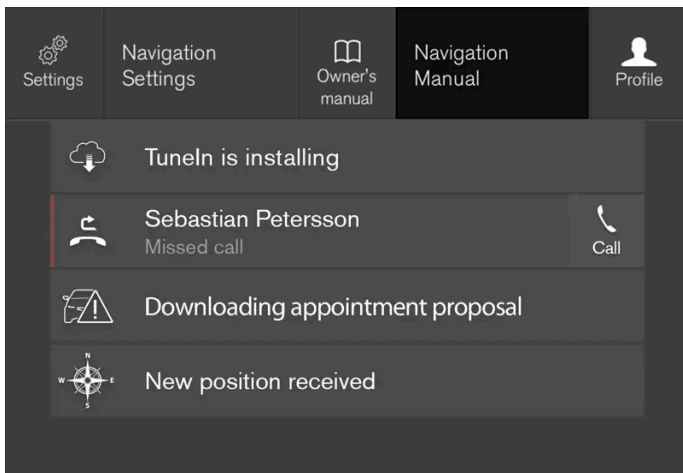 Settings
Navigation
Settings
Owner's
manual
Navigation
Manual
Profile
TuneIn is installing
Sebastian Petersson
Missed call
Call
Downloading appointment proposal
N
W
E
S
New position received